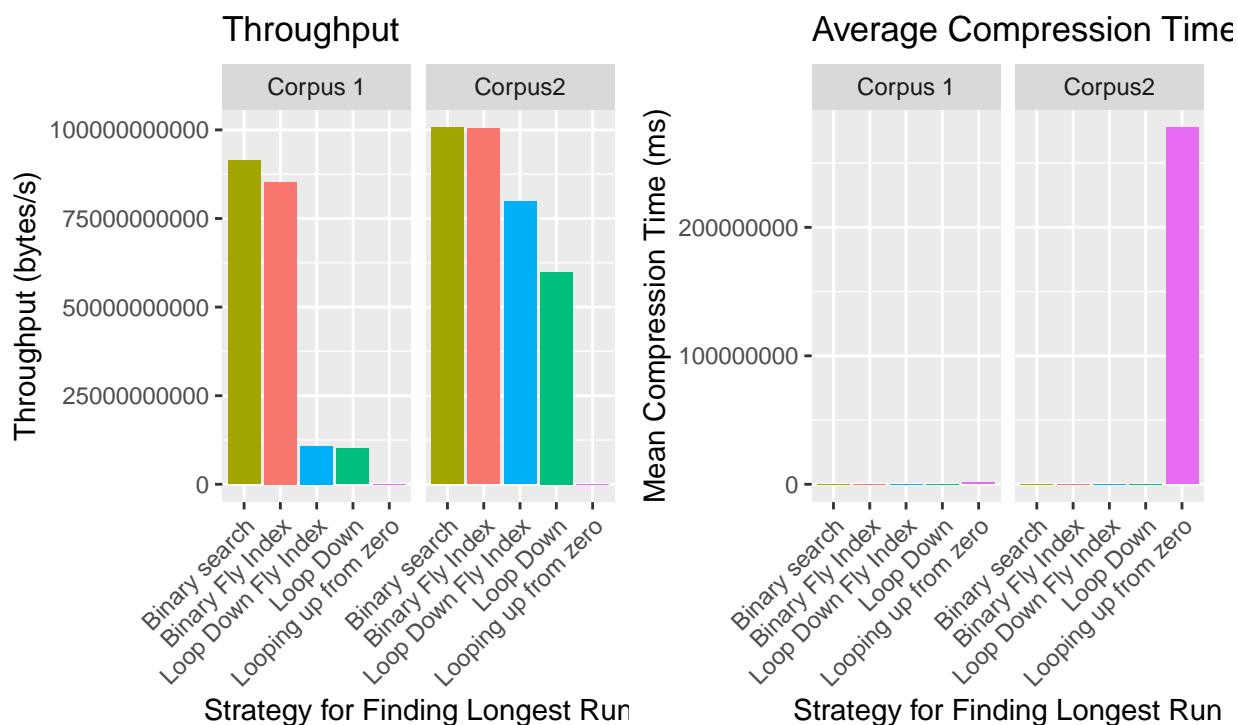 Throughput
Corpus 1
Corpus2
Throughput (bytes/s)
100000000000
75000000000
50000000000
25000000000
0
Binary search
Binary Fly Index
Loop Down Fly Index
Loop Down
Looping up from zero
Binary search
Binary Fly Index
Loop Down Fly Index
Loop Down
Looping up from zero
Strategy for Finding Longest Run
Average Compression Time
Corpus 1
Corpus2
Mean Compression Time (ms)
200000000
100000000
0
Binary search
Binary Fly Index
Loop Down Fly Index
Loop Down
Looping up from zero
Binary search
Binary Fly Index
Loop Down Fly Index
Loop Down
Looping up from zero
Strategy for Finding Longest Run